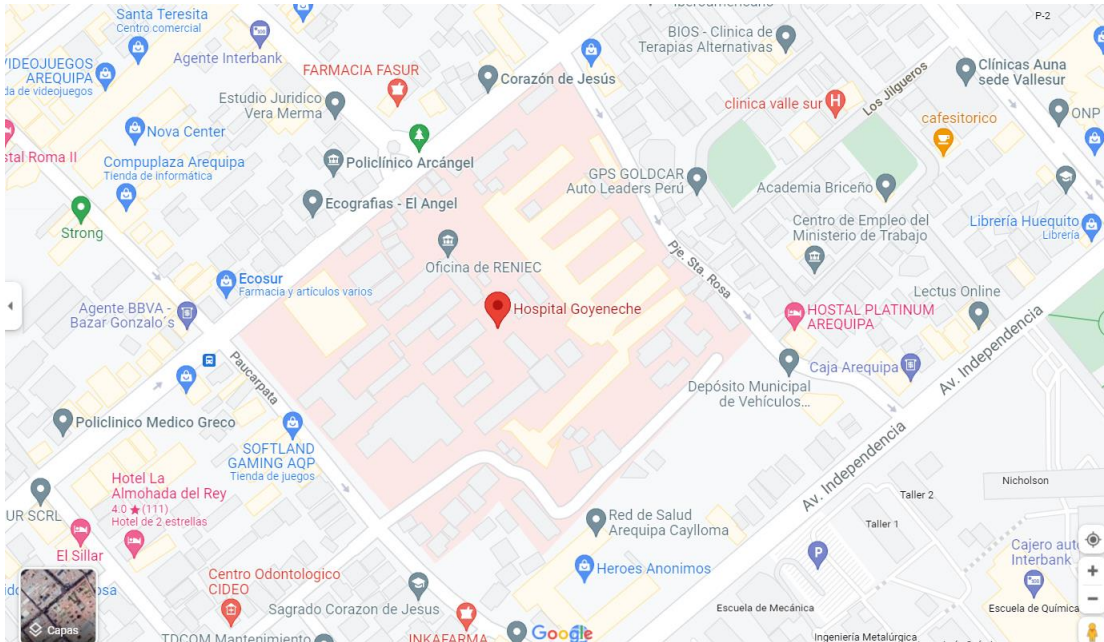 Iberoamericano
Santa Teresita
Centro comercial
P-2
Agente Interbank
BIOS - Clinica de
Terapias Alternativas
VIDEOJUEGOS
AREQUIPA
da de videojuegos
FARMACIA FASUR
Corazón de Jesús
Clínicas Auna
sede Vallesur
Los Jilgueros
Estudio Juridico
Vera Merma
clinica valle sur
H
ONP
cafesitorico
Nova Center
stal Roma II
Compuplaza Arequipa
Tienda de informática
Policlínico Arcángel
GPS GOLDCAR
Auto Leaders Perú
Academia Briceño
Ecografias - El Angel
Strong
Centro de Empleo del
Ministerio de Trabajo
Librería Huequito
Librería
Oficina de RENIEC
Pje. Sta. Rosa
Ecosur
Farmacia y artículos varios
Agente BBVA -
Bazar Gonzalo´s
Hospital Goyeneche
HOSTAL PLATINUM
AREQUIPA
Lectus Online
Av. Independencia
Paucarpata
Caja Arequipa
Depósito Municipal
de Vehículos...
Policlinico Medico Greco
SOFTLAND
GAMING AQP
Tienda de juegos
Av. Independencia
Hotel La
Almohada del Rey
4.0 ★ (111)
Hotel de 2 estrellas
Nicholson
Taller 2
UR SCRL
Red de Salud
Arequipa Caylloma
Taller 1
El Sillar
P
Cajero auto
Interbank
Heroes Anonimos
Centro Odontologico
CIDEO
Sagrado Corazon de Jesus
Escuela de Mecánica
Escuela de Química
Capas
TDCOM Mantenimiento
INKAFARMA
Google
Ingeniería Metalúrgica